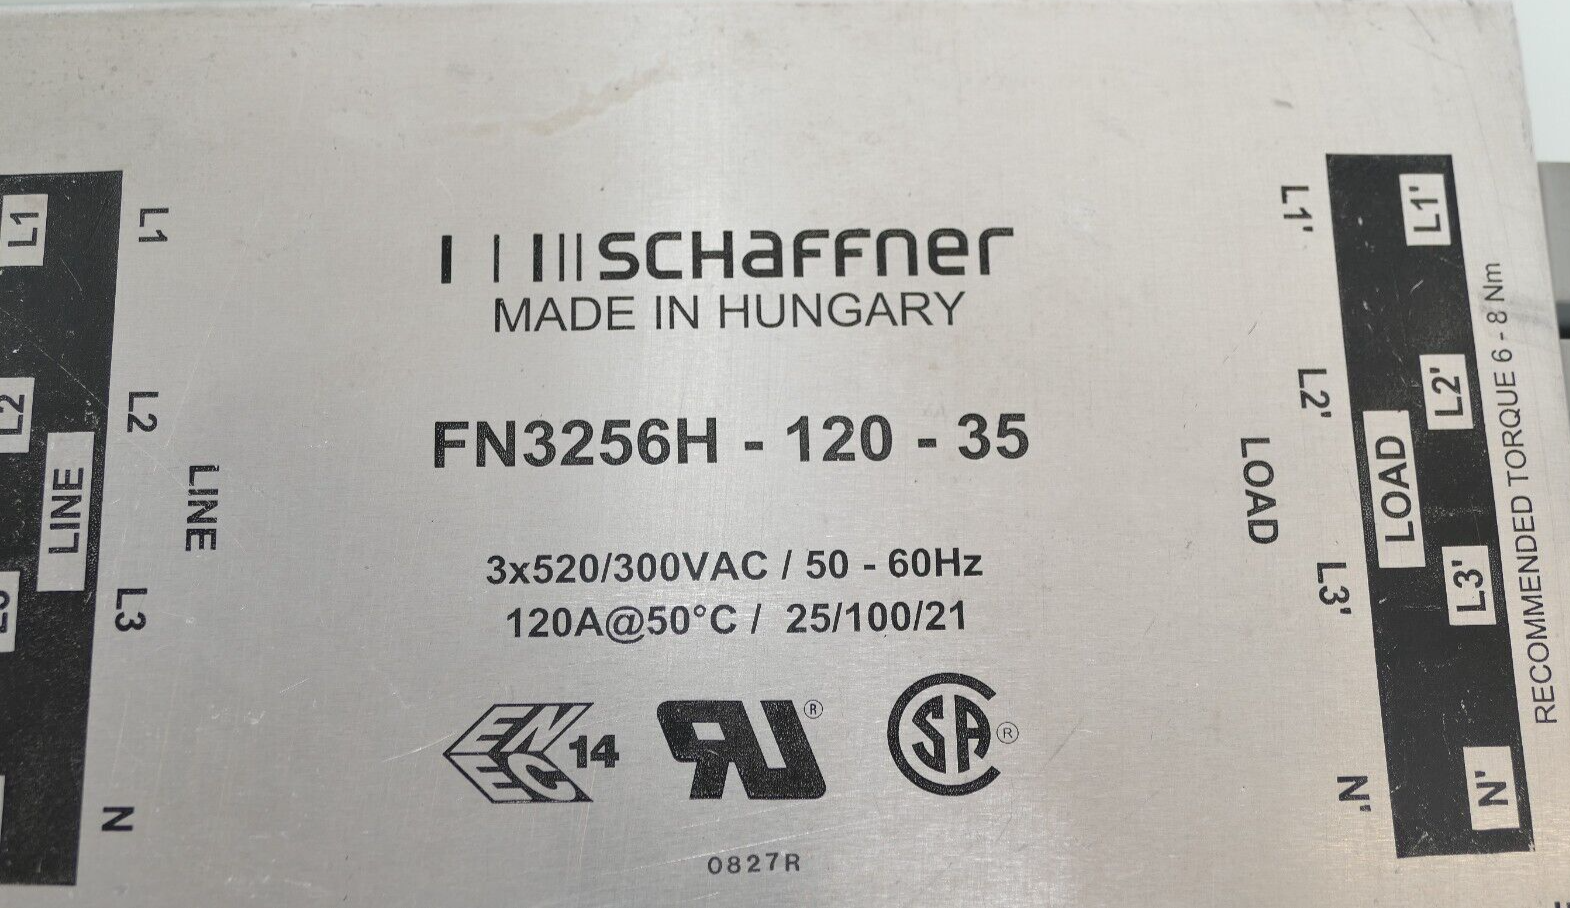 L1
L2
LINE
L1
L2
LINE
L3
N
SCHAFFNER
MADE IN HUNGARY
FN3256H - 120 - 35
3x520/300VAC / 50 - 60Hz
120A@50°C / 25/100/21
EN
EC 14
RU ®
SA ®
0827R
L1'
L2'
LOAD
L3'
N'
L1'
L2'
LOAD
L3'
N'
RECOMMENDED TORQUE 6 - 8 Nm